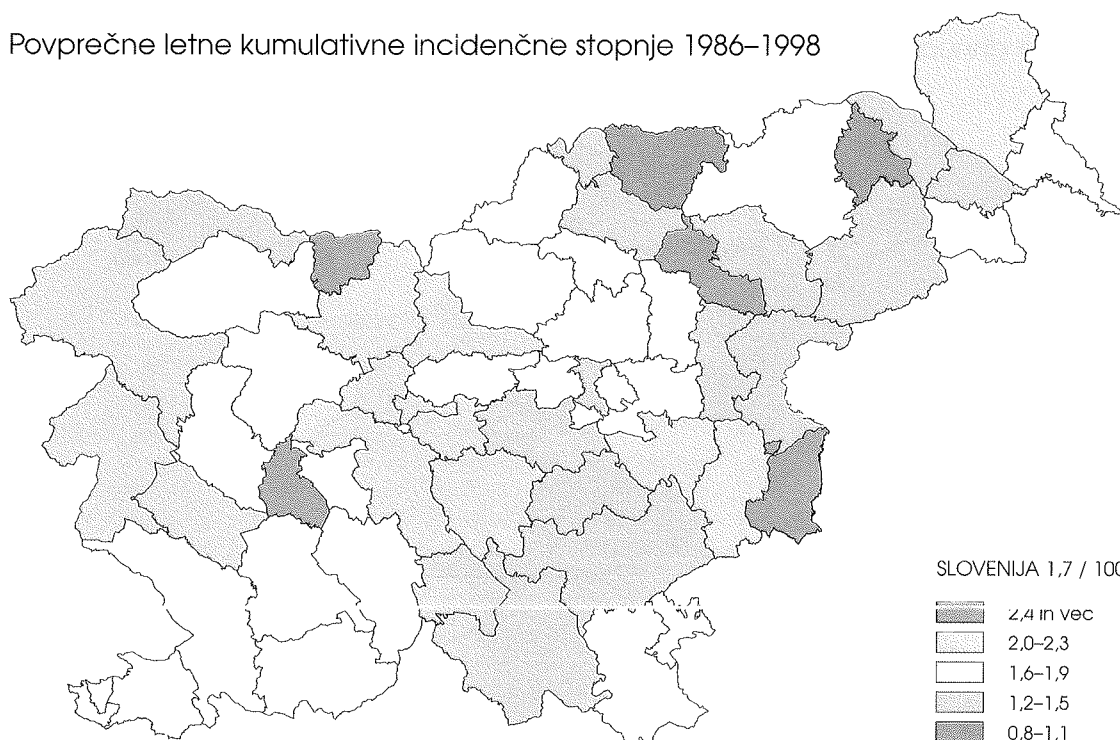 Povprečne letne kumulativne incidenčne stopnje 1986–1998
SLOVENIJA 1,7 / 100
2,4 in vec
2,0–2,3
1,6–1,9
1,2–1,5
0,8–1,1